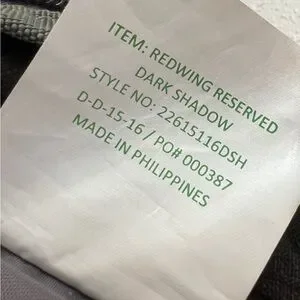 ITEM: REDWING RESERVED
DARK SHADOW
STYLE NO: 22615116DSH
D-D-15-16 / PO# 000387
MADE IN PHILIPPINES